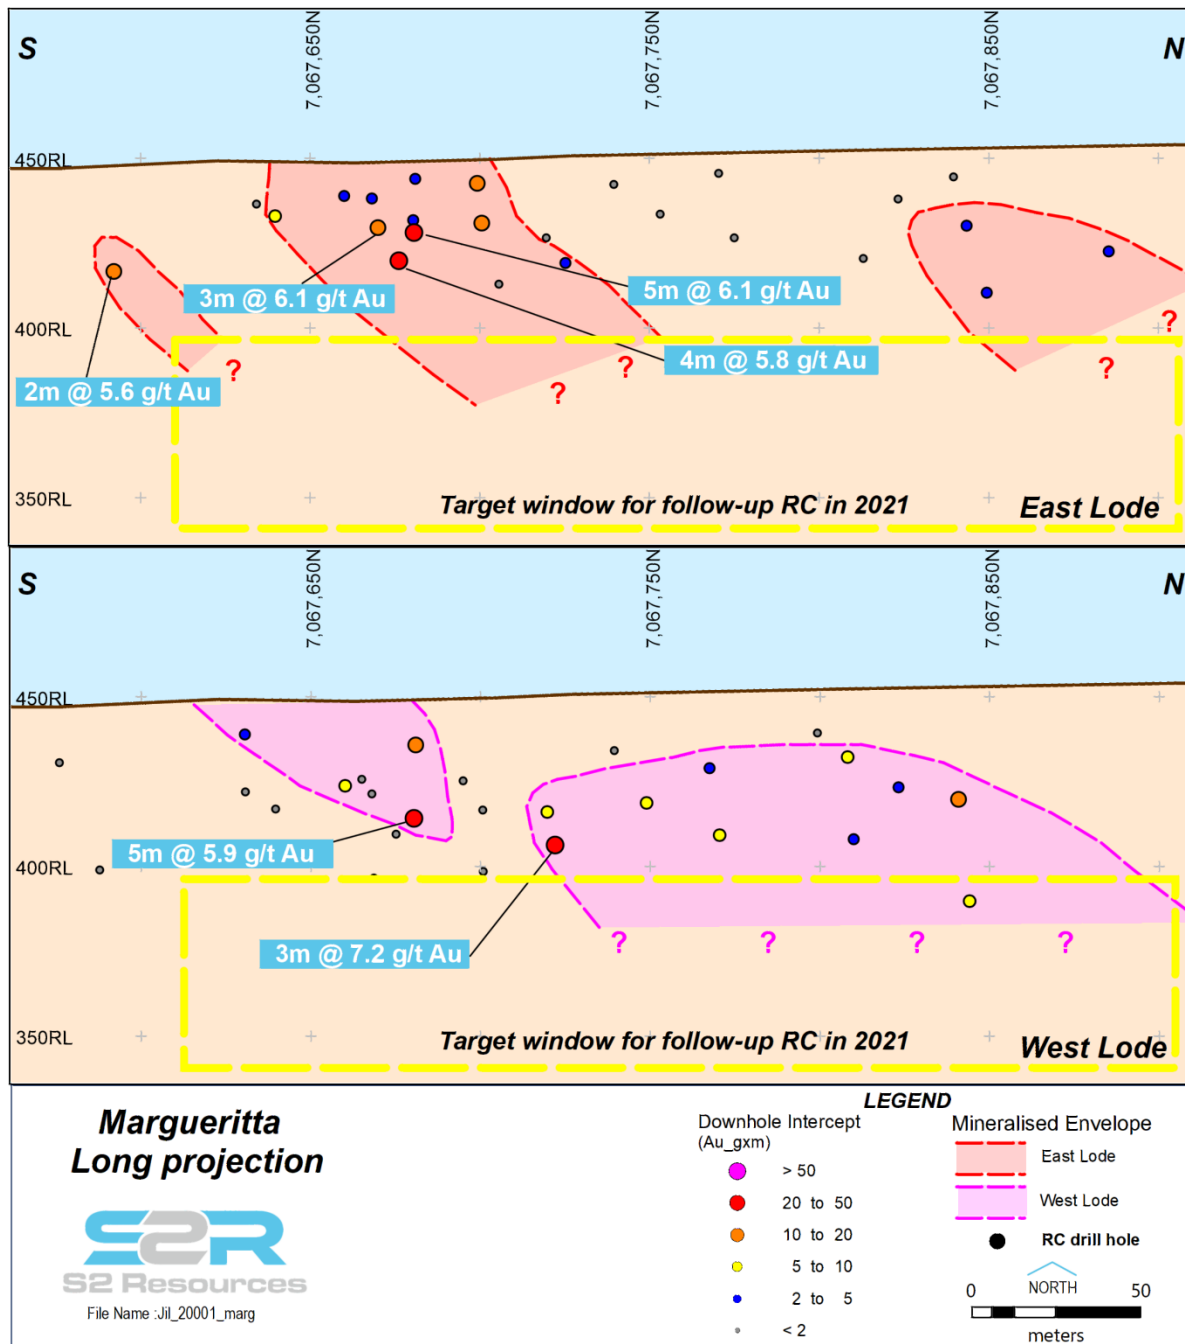 S
7,067,650N
7,067,750N
7,067,850N
N
450RL
3m @ 6.1 g/t Au
5m @ 6.1 g/t Au
400RL
?
4m @ 5.8 g/t Au
2m @ 5.6 g/t Au
?
?
?
?
350RL
Target window for follow-up RC in 2021
East Lode
S
7,067,650N
7,067,750N
7,067,850N
N
450RL
5m @ 5.9 g/t Au
400RL
3m @ 7.2 g/t Au
?
?
?
?
350RL
Target window for follow-up RC in 2021
West Lode
Margueritta
Long projection
S2R
S2 Resources
File Name :Jil_20001_marg
LEGEND
Downhole Intercept
(Au_gxm)
> 50
20 to 50
10 to 20
5 to 10
2 to 5
< 2
Mineralised Envelope
East Lode
West Lode
RC drill hole
NORTH
0 50
meters